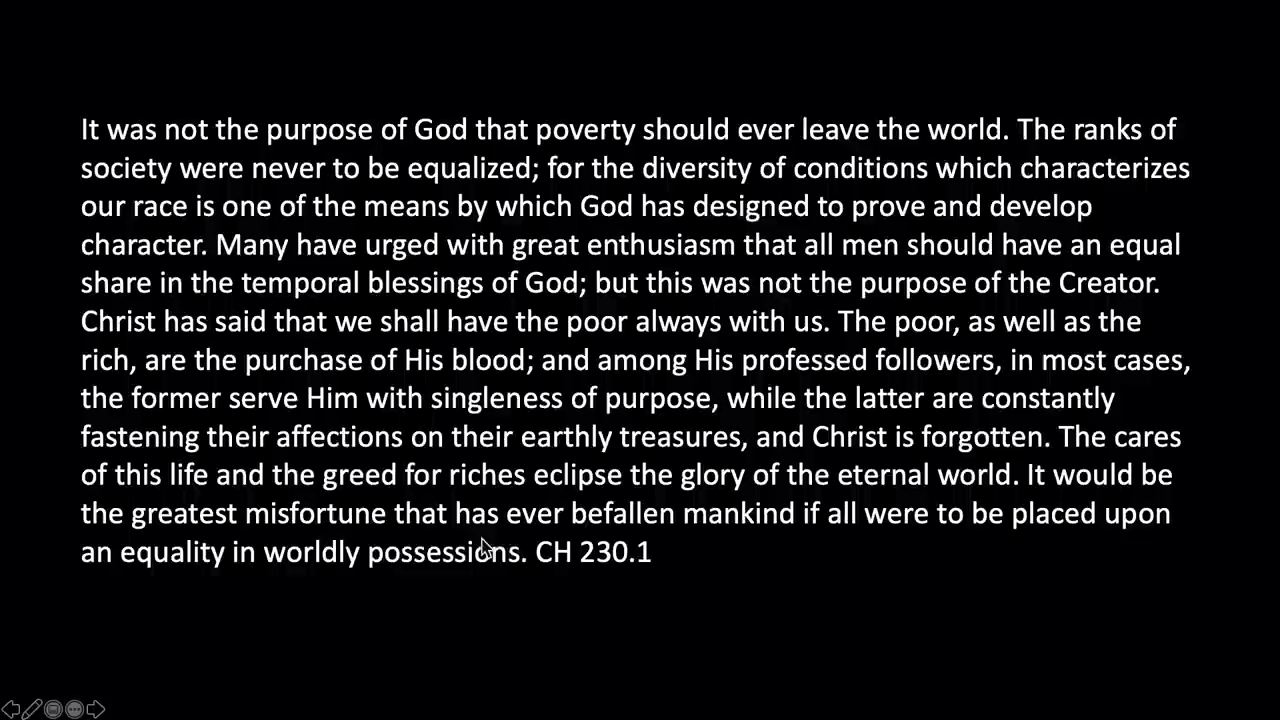 It was not the purpose of God that poverty should ever leave the world. The ranks of
society were never to be equalized; for the diversity of conditions which characterizes
our race is one of the means by which God has designed to prove and develop
character. Many have urged with great enthusiasm that all men should have an equal
share in the temporal blessings of God; but this was not the purpose of the Creator.
Christ has said that we shall have the poor always with us. The poor, as well as the
rich, are the purchase of His blood; and among His professed followers, in most cases,
the former serve Him with singleness of purpose, while the latter are constantly
fastening their affections on their earthly treasures, and Christ is forgotten. The cares
of this life and the greed for riches eclipse the glory of the eternal world. It would be
the greatest misfortune that has ever befallen mankind if all were to be placed upon
an equality in worldly possessions. CH 230.1